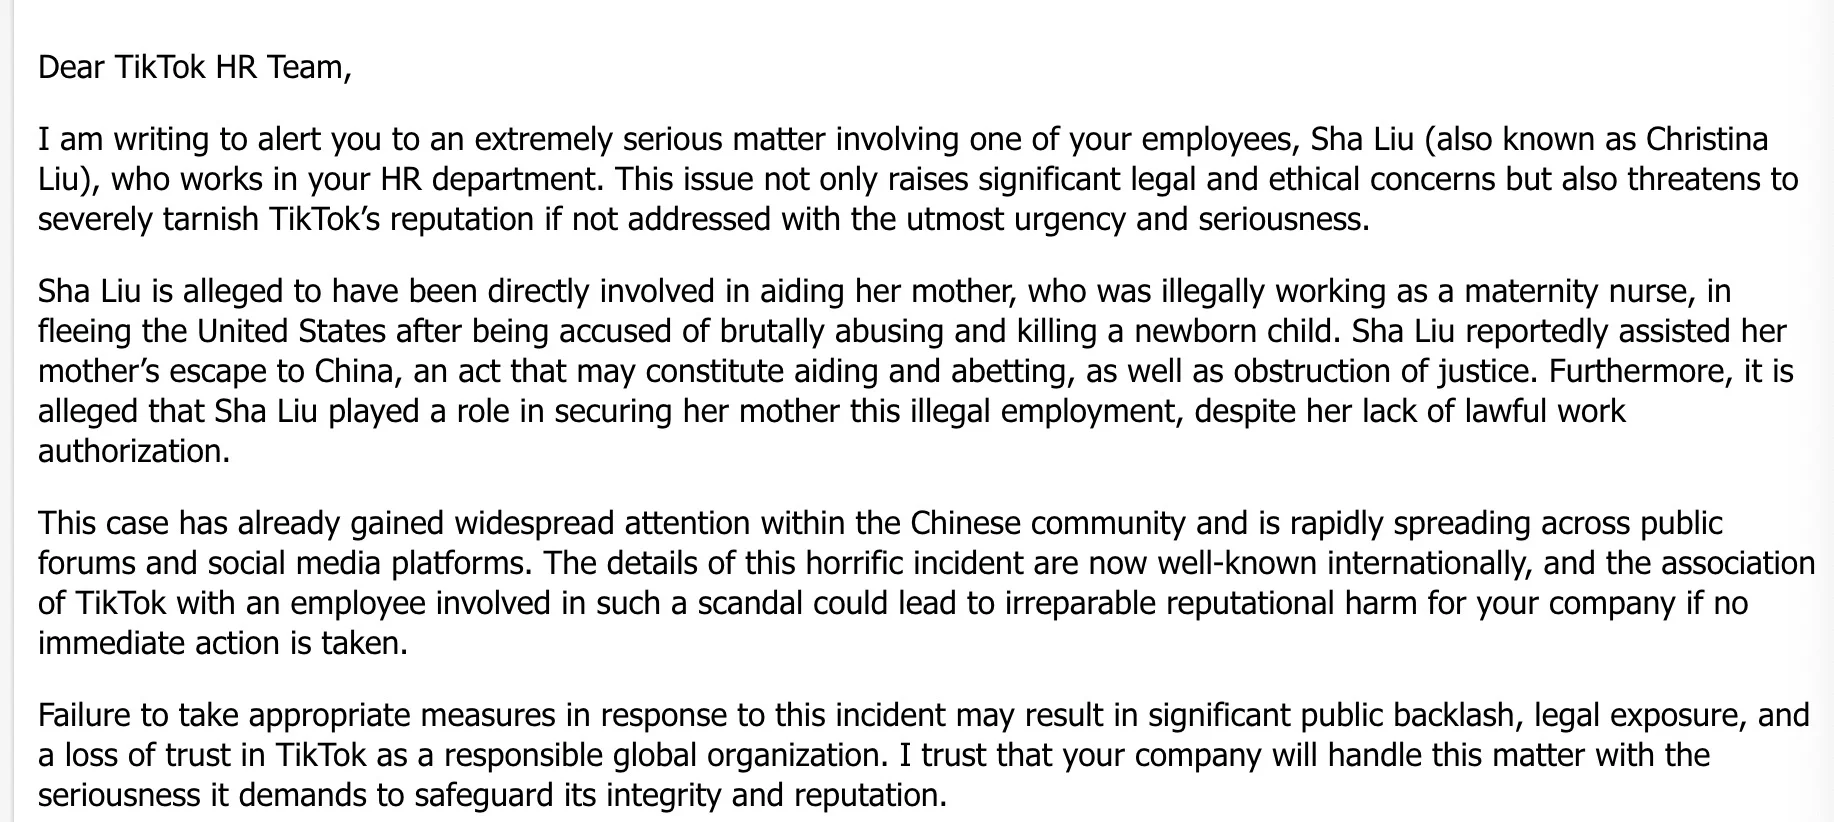 Dear TikTok HR Team,
I am writing to alert you to an extremely serious matter involving one of your employees, Sha Liu (also known as Christina
Liu), who works in your HR department. This issue not only raises significant legal and ethical concerns but also threatens to
severely tarnish TikTok’s reputation if not addressed with the utmost urgency and seriousness.
Sha Liu is alleged to have been directly involved in aiding her mother, who was illegally working as a maternity nurse, in
fleeing the United States after being accused of brutally abusing and killing a newborn child. Sha Liu reportedly assisted her
mother’s escape to China, an act that may constitute aiding and abetting, as well as obstruction of justice. Furthermore, it is
alleged that Sha Liu played a role in securing her mother this illegal employment, despite her lack of lawful work
authorization.
This case has already gained widespread attention within the Chinese community and is rapidly spreading across public
forums and social media platforms. The details of this horrific incident are now well-known internationally, and the association
of TikTok with an employee involved in such a scandal could lead to irreparable reputational harm for your company if no
immediate action is taken.
Failure to take appropriate measures in response to this incident may result in significant public backlash, legal exposure, and
a loss of trust in TikTok as a responsible global organization. I trust that your company will handle this matter with the
seriousness it demands to safeguard its integrity and reputation.